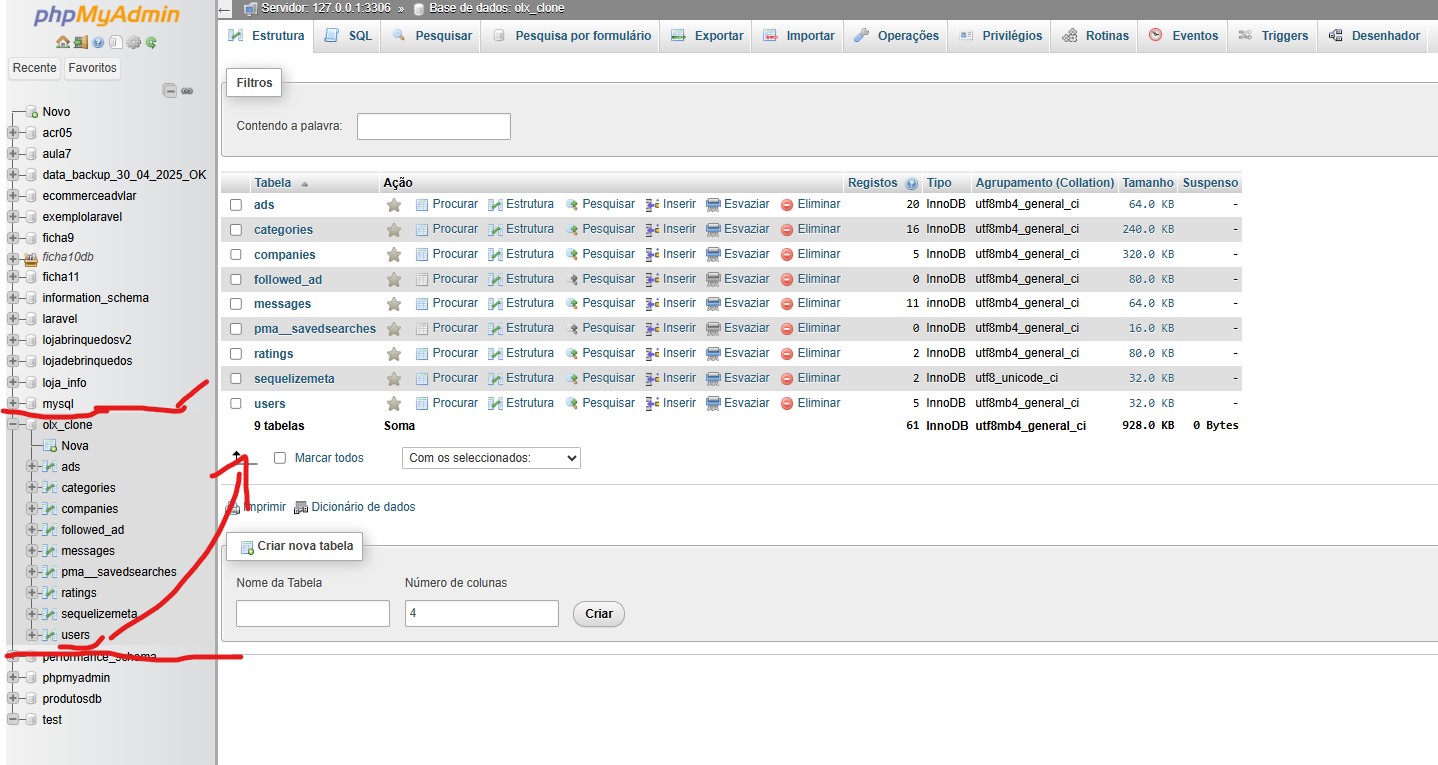 phpMyAdmin
Recente Favoritos
Novo
acr05
aula7
data_backup_30_04_2025_OK
ecommerceadvlar
exemplolaravel
ficha9
ficha10db
ficha11
information_schema
laravel
lojabrinquedosv2
lojadebrinquedos
loja_info
mysql
olx_clone
Nova
ads
categories
companies
followed_ad
messages
pma__savedsearches
ratings
sequelizemeta
users
performance_schema
phpmyadmin
produtosdb
test
Servidor: 127.0.0.1:3306 » Base de dados: olx_clone
Estrutura SQL Pesquisar Pesquisa por formulário Exportar Importar Operações Privilégios Rotinas Eventos Triggers Desenhador
Filtros
Contendo a palavra:
Tabela Ação Registos Tipo Agrupamento (Collation) Tamanho Suspenso
ads Procurar Estrutura Pesquisar Inserir Esvaziar Eliminar 20 InnoDB utf8mb4_general_ci 64.0 KB -
categories Procurar Estrutura Pesquisar Inserir Esvaziar Eliminar 16 InnoDB utf8mb4_general_ci 240.0 KB -
companies Procurar Estrutura Pesquisar Inserir Esvaziar Eliminar 5 InnoDB utf8mb4_general_ci 320.0 KB -
followed_ad Procurar Estrutura Pesquisar Inserir Esvaziar Eliminar 0 InnoDB utf8mb4_general_ci 80.0 KB -
messages Procurar Estrutura Pesquisar Inserir Esvaziar Eliminar 11 InnoDB utf8mb4_general_ci 64.0 KB -
pma__savedsearches Procurar Estrutura Pesquisar Inserir Esvaziar Eliminar 0 InnoDB utf8mb4_general_ci 16.0 KB -
ratings Procurar Estrutura Pesquisar Inserir Esvaziar Eliminar 2 InnoDB utf8mb4_general_ci 80.0 KB -
sequelizemeta Procurar Estrutura Pesquisar Inserir Esvaziar Eliminar 2 InnoDB utf8_unicode_ci 32.0 KB -
users Procurar Estrutura Pesquisar Inserir Esvaziar Eliminar 5 InnoDB utf8mb4_general_ci 32.0 KB -
9 tabelas Soma 61 InnoDB utf8mb4_general_ci 928.0 KB 0 Bytes
Marcar todos Com os seleccionados:
Imprimir Dicionário de dados
Criar nova tabela
Nome da Tabela Número de colunas
4 Criar